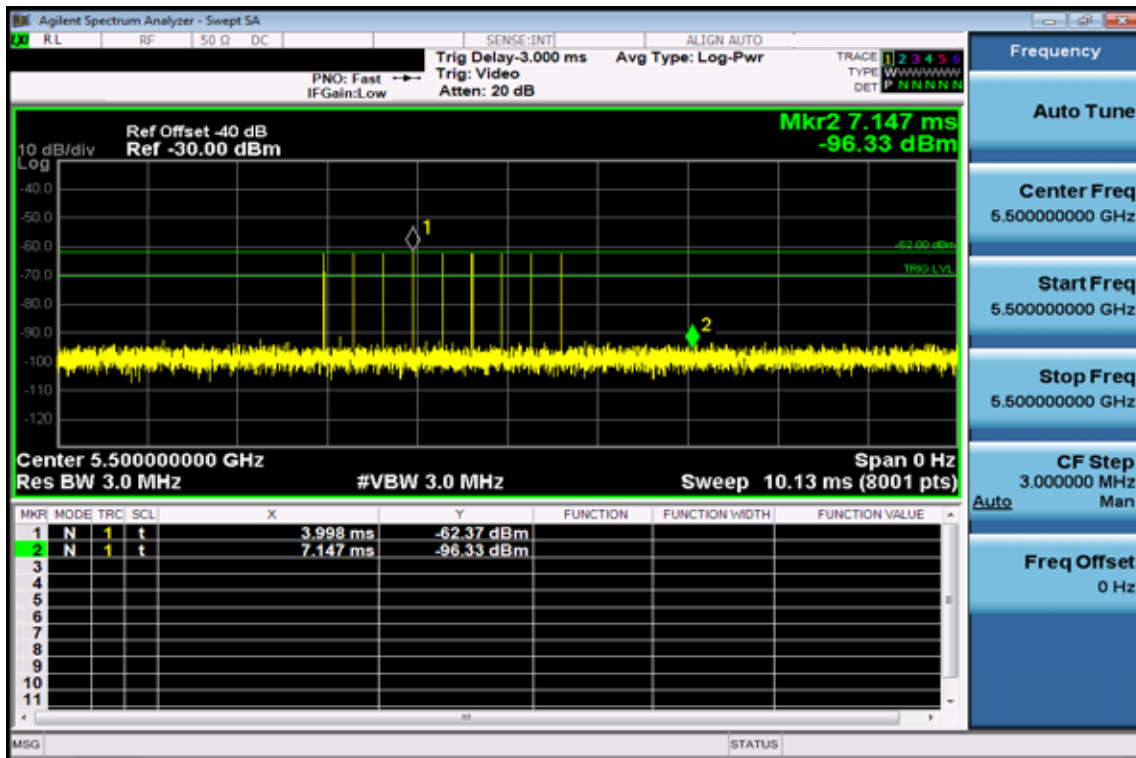 Agilent Spectrum Analyzer - Swept SA
LXI RL RF 50 Ω DC SENSE:INT ALIGN AUTO
Trig Delay-3.000 ms Avg Type: Log-Pwr TRACE 1 2 3 4 5 6
PNO: Fast Trig: Video TYPE WWWWWWW
IFGain:Low Atten: 20 dB DET P N N N N N
Mkr2 7.147 ms
-96.33 dBm
Ref Offset -40 dB
10 dB/div Ref -30.00 dBm
Log
-40.0
-50.0
1
-60.0 -62.00 dBm
-70.0 TRIG LVL
-80.0
-90.0 2
-100
-110
-120
Center 5.500000000 GHz Span 0 Hz
Res BW 3.0 MHz #VBW 3.0 MHz Sweep 10.13 ms (8001 pts)
MKR MODE TRC SCL X Y FUNCTION FUNCTION WIDTH FUNCTION VALUE
1 N 1 t 3.998 ms -62.37 dBm
2 N 1 t 7.147 ms -96.33 dBm
3
4
5
6
7
8
9
10
11
MSG STATUS
Frequency
Auto Tune
Center Freq
5.500000000 GHz
Start Freq
5.500000000 GHz
Stop Freq
5.500000000 GHz
CF Step
3.000000 MHz
Auto Man
Freq Offset
0 Hz